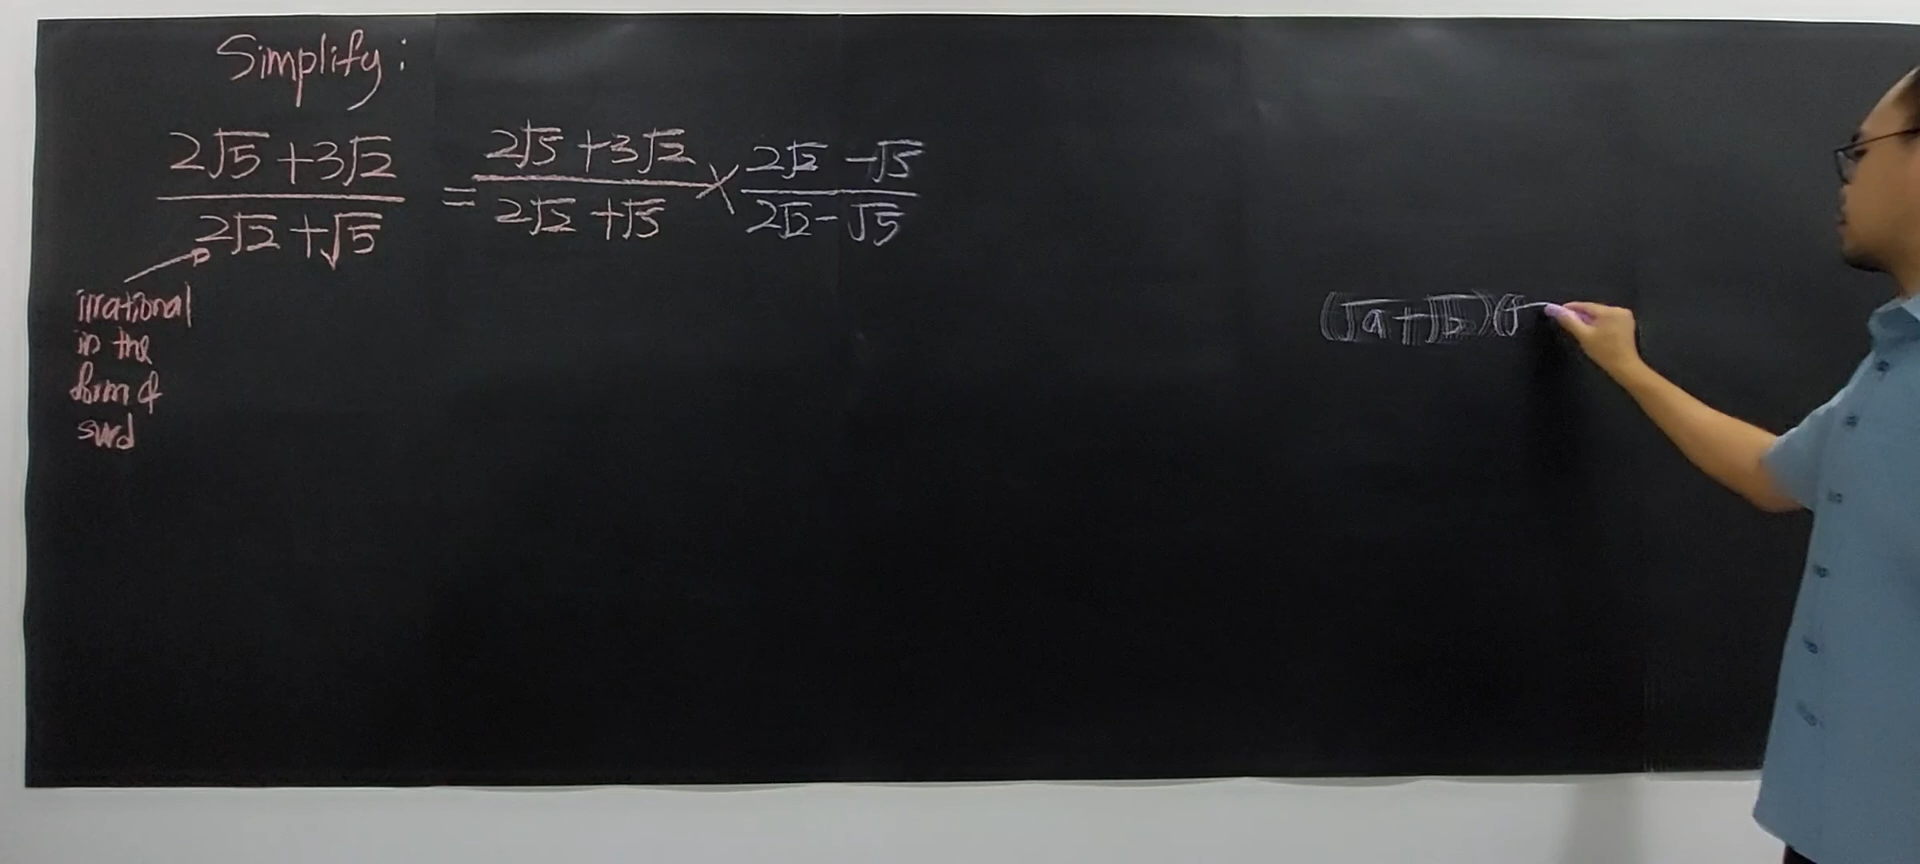 Simplify:
2√5 + 3√2 / 2√2 + √5 = 2√5 + 3√2 / 2√2 + √5 × 2√2 - √5 / 2√2 - √5
irrational
in the
form of
surd
(√a + √b)(√